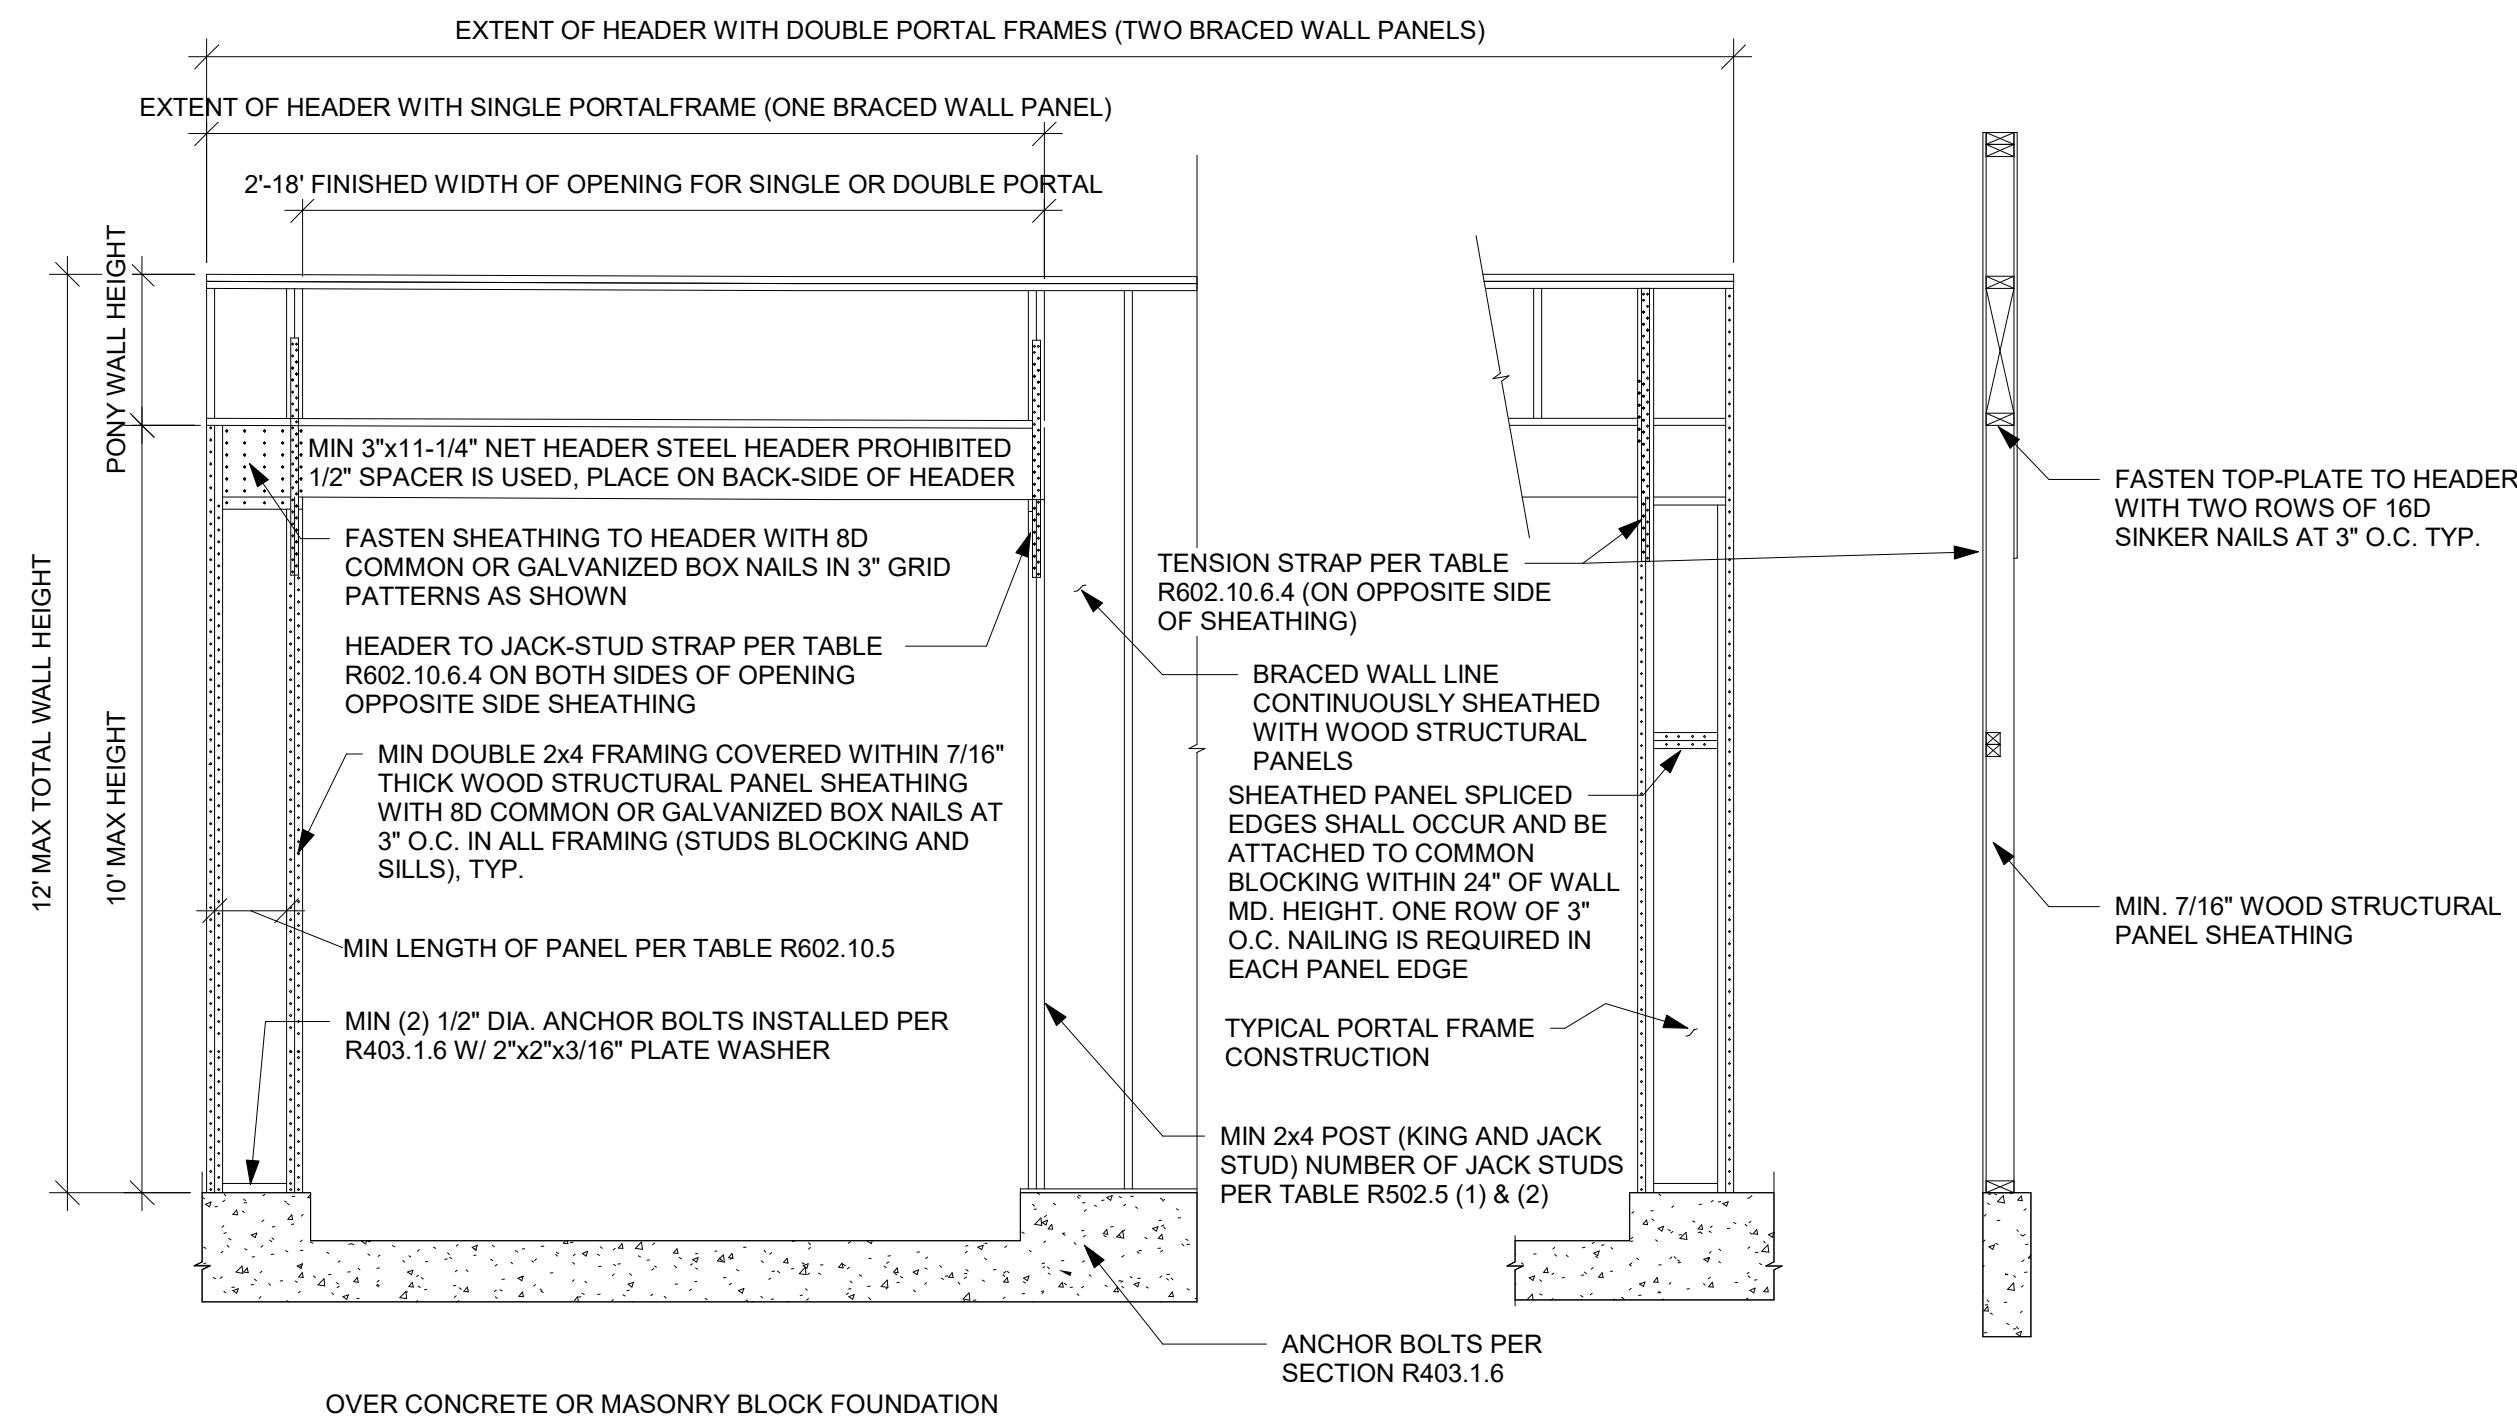 EXTENT OF HEADER WITH DOUBLE PORTAL FRAMES (TWO BRACED WALL PANELS)
EXTENT OF HEADER WITH SINGLE PORTALFRAME (ONE BRACED WALL PANEL)
2'-18' FINISHED WIDTH OF OPENING FOR SINGLE OR DOUBLE PORTAL
PONY WALL HEIGHT
12' MAX TOTAL WALL HEIGHT
10' MAX HEIGHT
MIN 3"x11-1/4" NET HEADER STEEL HEADER PROHIBITED
1/2" SPACER IS USED, PLACE ON BACK-SIDE OF HEADER
FASTEN SHEATHING TO HEADER WITH 8D
COMMON OR GALVANIZED BOX NAILS IN 3" GRID
PATTERNS AS SHOWN
HEADER TO JACK-STUD STRAP PER TABLE
R602.10.6.4 ON BOTH SIDES OF OPENING
OPPOSITE SIDE SHEATHING
MIN DOUBLE 2x4 FRAMING COVERED WITHIN 7/16"
THICK WOOD STRUCTURAL PANEL SHEATHING
WITH 8D COMMON OR GALVANIZED BOX NAILS AT
3" O.C. IN ALL FRAMING (STUDS BLOCKING AND
SILLS), TYP.
MIN LENGTH OF PANEL PER TABLE R602.10.5
MIN (2) 1/2" DIA. ANCHOR BOLTS INSTALLED PER
R403.1.6 W/ 2"x2"x3/16" PLATE WASHER
TENSION STRAP PER TABLE
R602.10.6.4 (ON OPPOSITE SIDE
OF SHEATHING)
BRACED WALL LINE
CONTINUOUSLY SHEATHED
WITH WOOD STRUCTURAL
PANELS
SHEATHED PANEL SPLICED
EDGES SHALL OCCUR AND BE
ATTACHED TO COMMON
BLOCKING WITHIN 24" OF WALL
MD. HEIGHT. ONE ROW OF 3"
O.C. NAILING IS REQUIRED IN
EACH PANEL EDGE
TYPICAL PORTAL FRAME
CONSTRUCTION
MIN 2x4 POST (KING AND JACK
STUD) NUMBER OF JACK STUDS
PER TABLE R502.5 (1) & (2)
ANCHOR BOLTS PER
SECTION R403.1.6
FASTEN TOP-PLATE TO HEADER
WITH TWO ROWS OF 16D
SINKER NAILS AT 3" O.C. TYP.
MIN. 7/16" WOOD STRUCTURAL
PANEL SHEATHING
OVER CONCRETE OR MASONRY BLOCK FOUNDATION